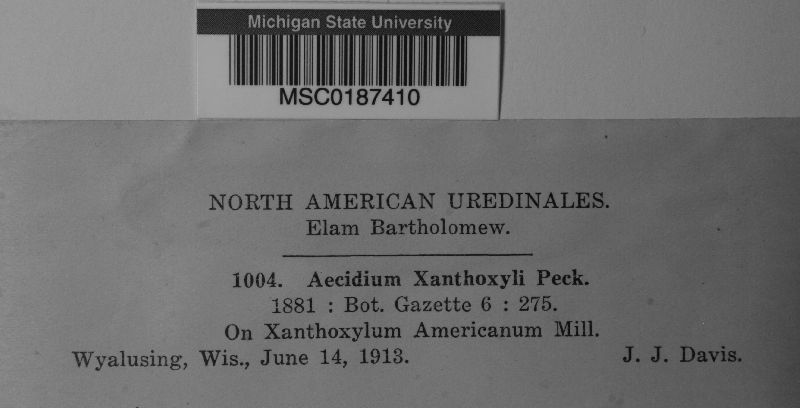 Michigan State University
MSC0187410
NORTH AMERICAN UREDINALES.
Elam Bartholomew.
1004. Aecidium Xanthoxyli Peck.
1881 : Bot. Gazette 6 : 275.
On Xanthoxylum Americanum Mill.
Wyalusing, Wis., June 14, 1913. J. J. Davis.